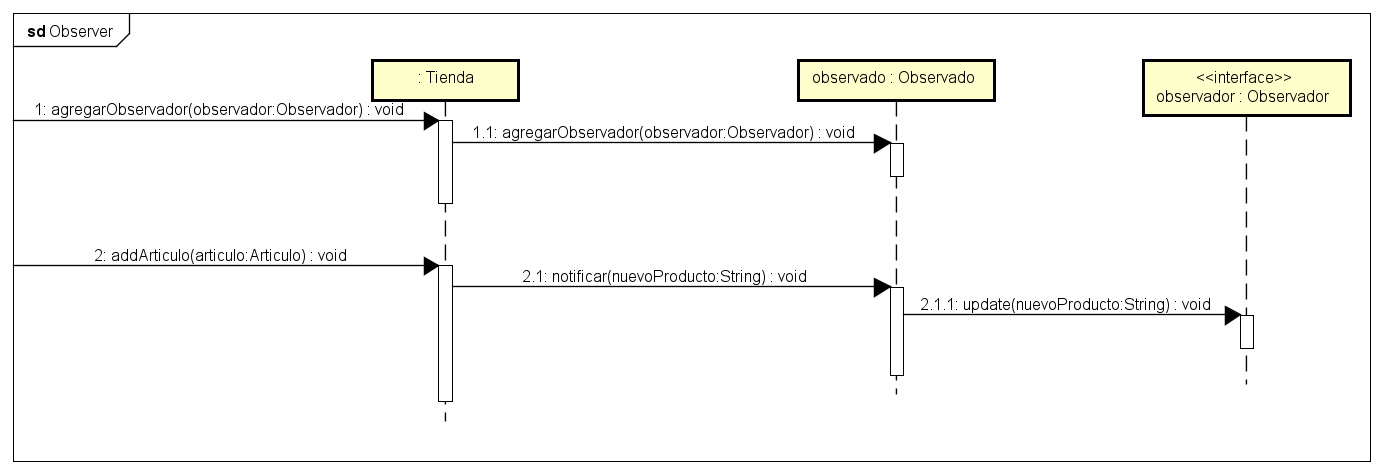 sd Observer
: Tienda
observado : Observado
<<interface>>
observador : Observador
1: agregarObservador(observador:Observador) : void
1.1: agregarObservador(observador:Observador) : void
2: addArticulo(articulo:Articulo) : void
2.1: notificar(nuevoProducto:String) : void
2.1.1: update(nuevoProducto:String) : void